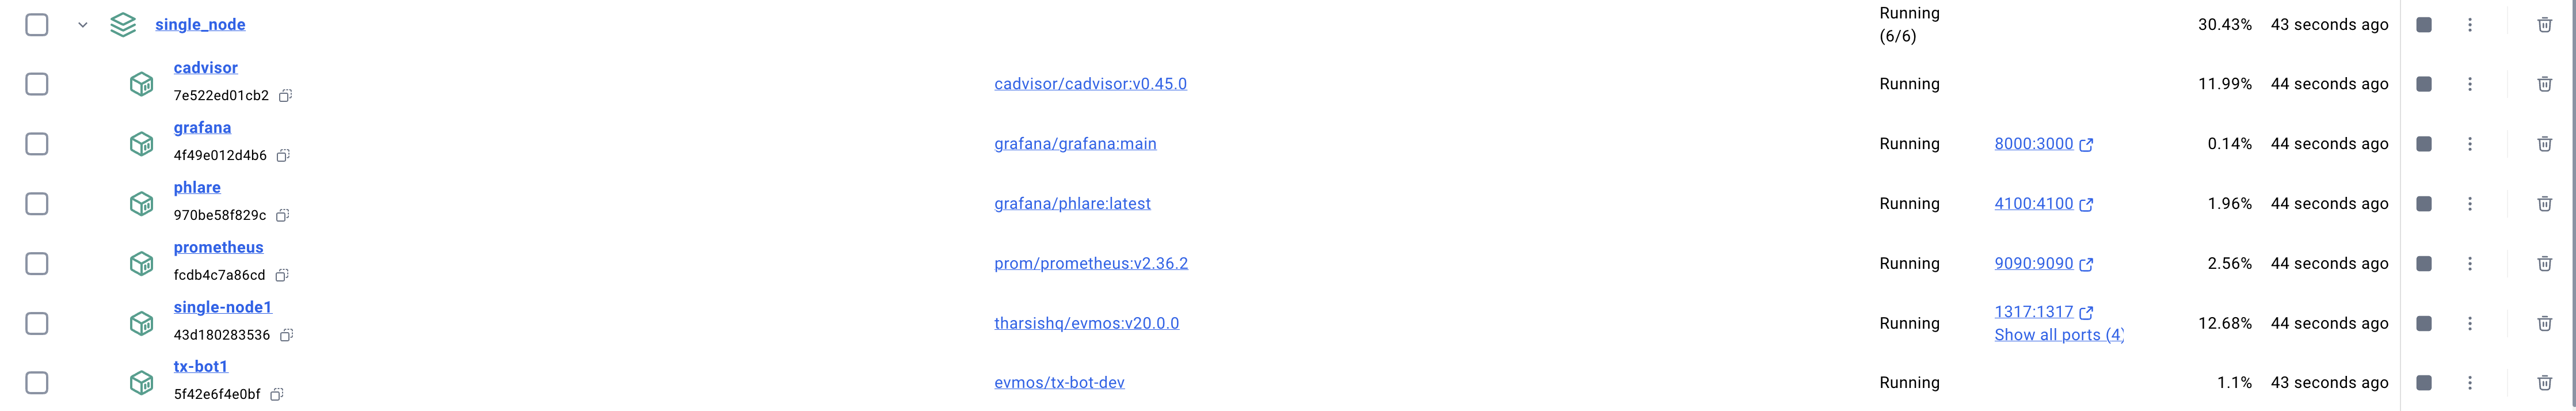 single_node
Running
(6/6)
30.43%
43 seconds ago
cadvisor
7e522ed01cb2
cadvisor/cadvisor:v0.45.0
Running
11.99%
44 seconds ago
grafana
4f49e012d4b6
grafana/grafana:main
Running
8000:3000
0.14%
44 seconds ago
phlare
970be58f829c
grafana/phlare:latest
Running
4100:4100
1.96%
44 seconds ago
prometheus
fcdb4c7a86cd
prom/prometheus:v2.36.2
Running
9090:9090
2.56%
44 seconds ago
single-node1
43d180283536
tharsishq/evmos:v20.0.0
Running
1317:1317
Show all ports (4)
12.68%
44 seconds ago
tx-bot1
5f42e6f4e0bf
evmos/tx-bot-dev
Running
1.1%
43 seconds ago